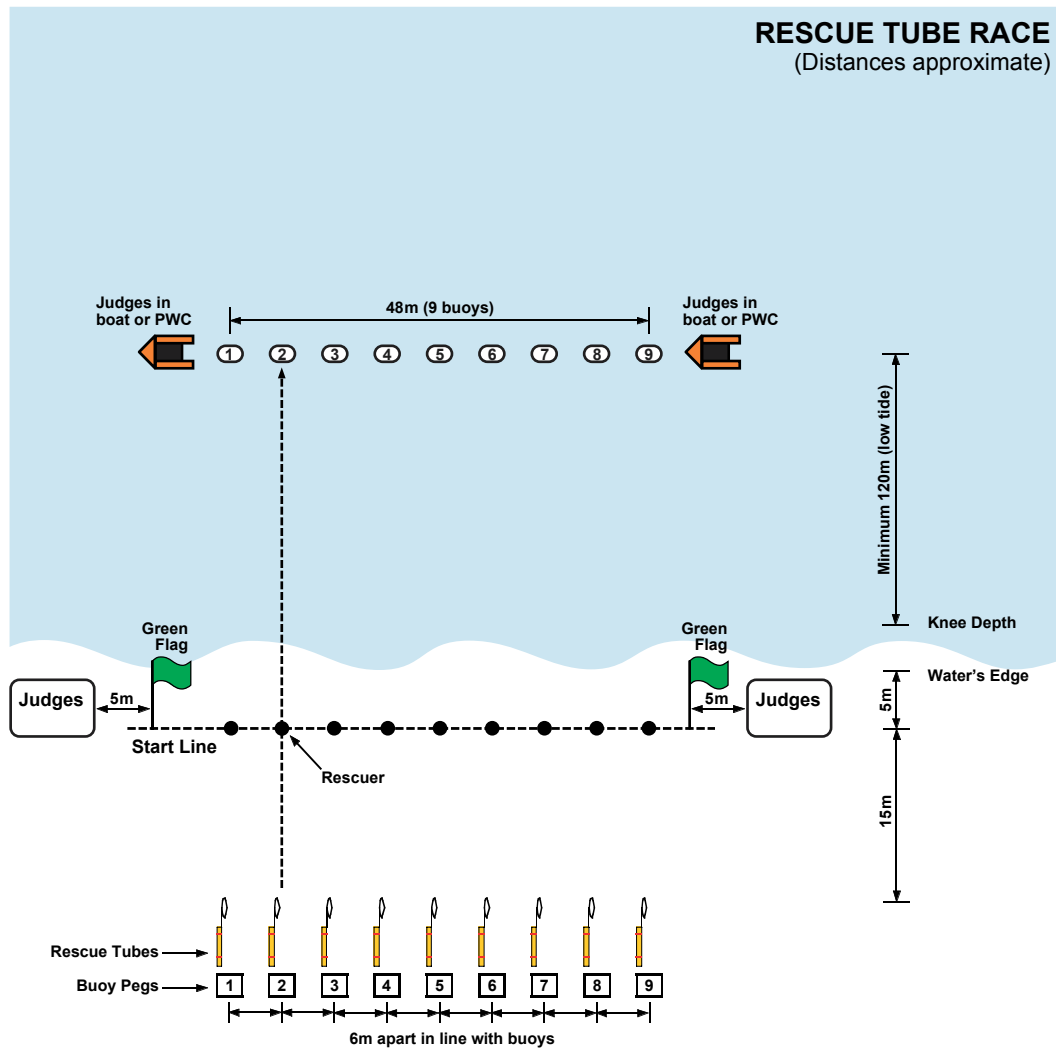 RESCUE TUBE RACE
(Distances approximate)
Judges in
boat or PWC
48m (9 buoys)
Judges in
boat or PWC
1 2 3 4 5 6 7 8 9
Minimum 120m (low tide)
Knee Depth
Green
Flag
Green
Flag
Water's Edge
Judges
5m
5m
Judges
5m
Start Line
Rescuer
15m
Rescue Tubes
Buoy Pegs
1 2 3 4 5 6 7 8 9
6m apart in line with buoys